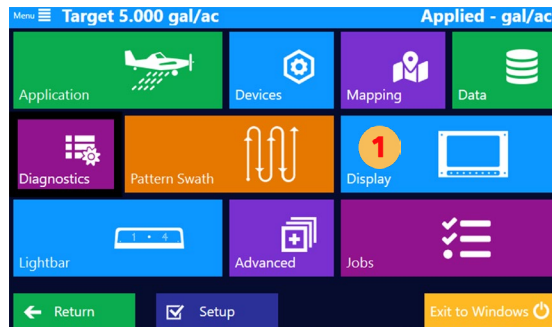 Menu Target 5.000 gal/ac Applied - gal/ac
Application Devices Mapping Data
1
Diagnostics Pattern Swath Display
1 • 4
Lightbar Advanced Jobs
Return Setup Exit to Windows